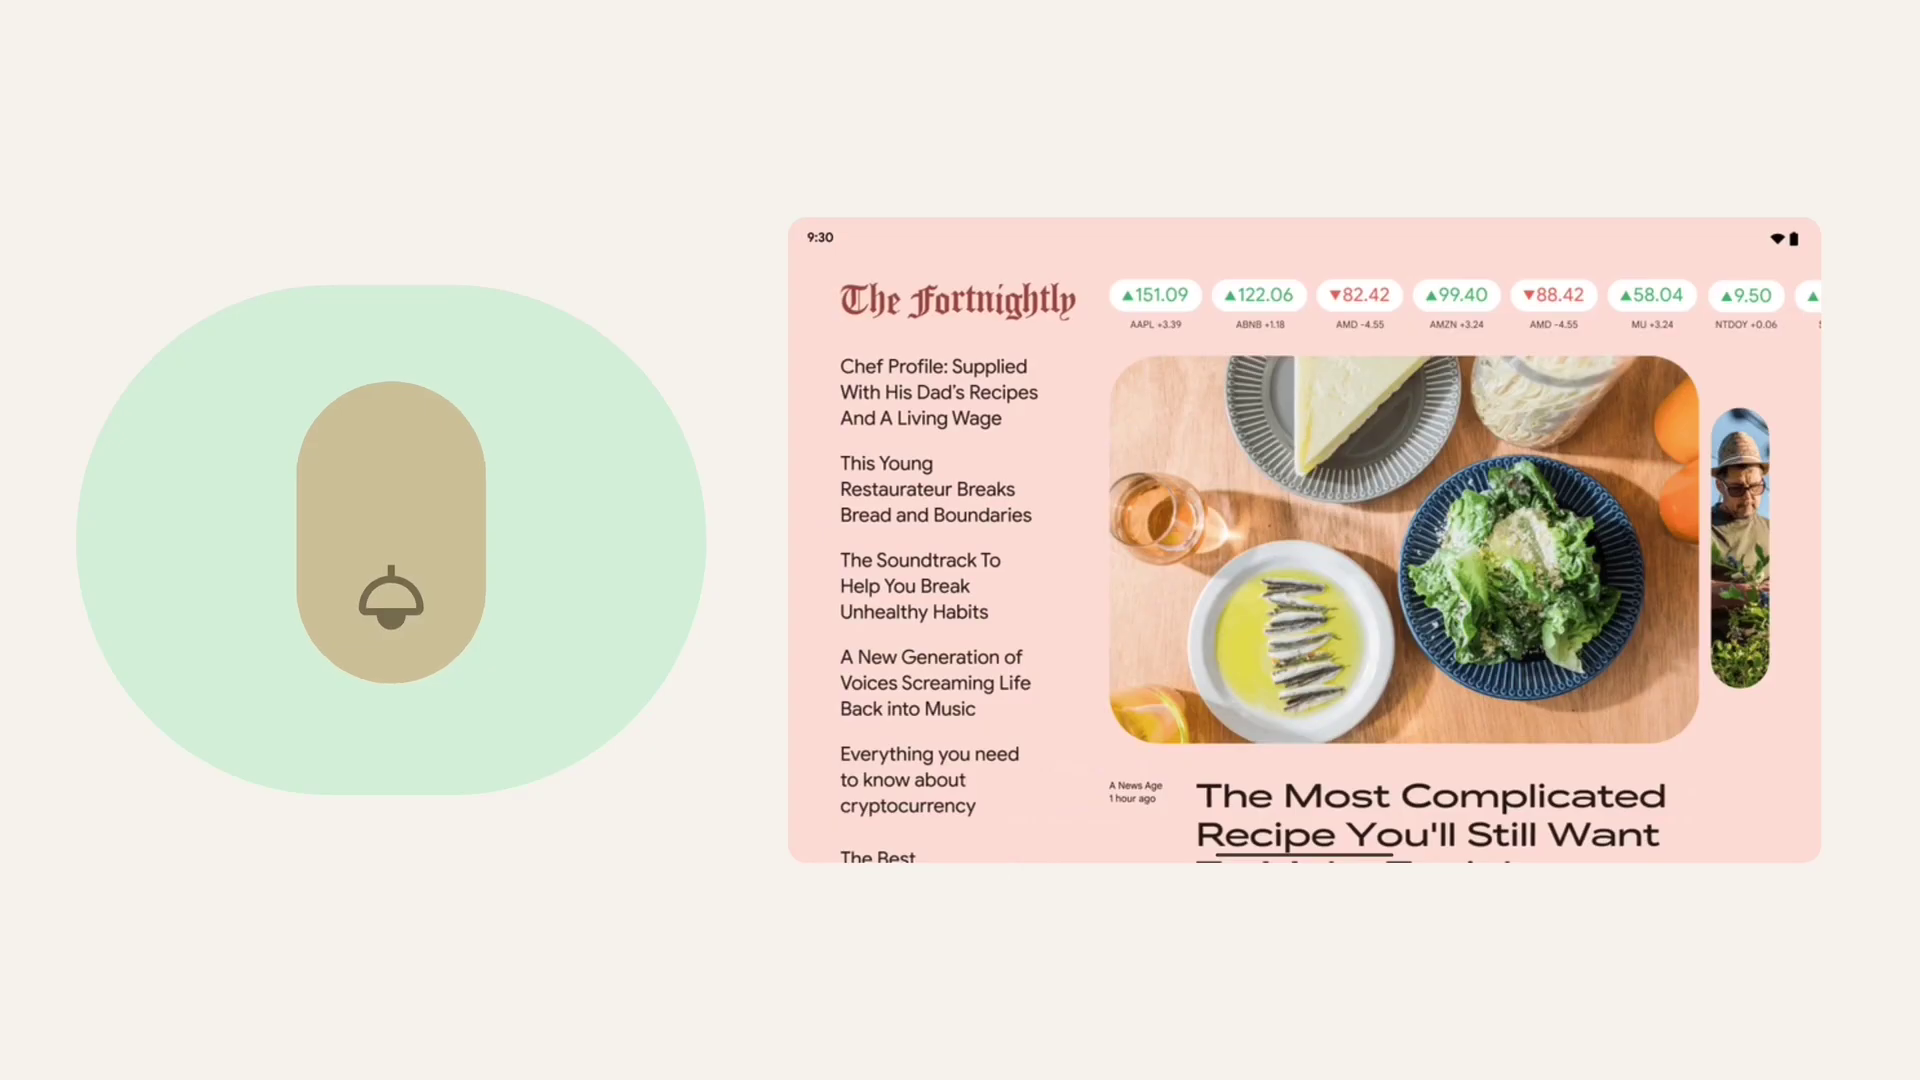 9:30
The Fortnightly
▲151.09 ▲122.06 ▼82.42 ▲99.40 ▼88.42 ▲58.04 ▲9.50 ▲
AAPL +3.39 ABNB +1.18 AMD -4.55 AMZN +3.24 AMD -4.55 MU +3.24 NTDOY +0.06
Chef Profile: Supplied
With His Dad's Recipes
And A Living Wage
This Young
Restaurateur Breaks
Bread and Boundaries
The Soundtrack To
Help You Break
Unhealthy Habits
A New Generation of
Voices Screaming Life
Back into Music
Everything you need
to know about
cryptocurrency
The Best
A News Age
1 hour ago
The Most Complicated
Recipe You'll Still Want